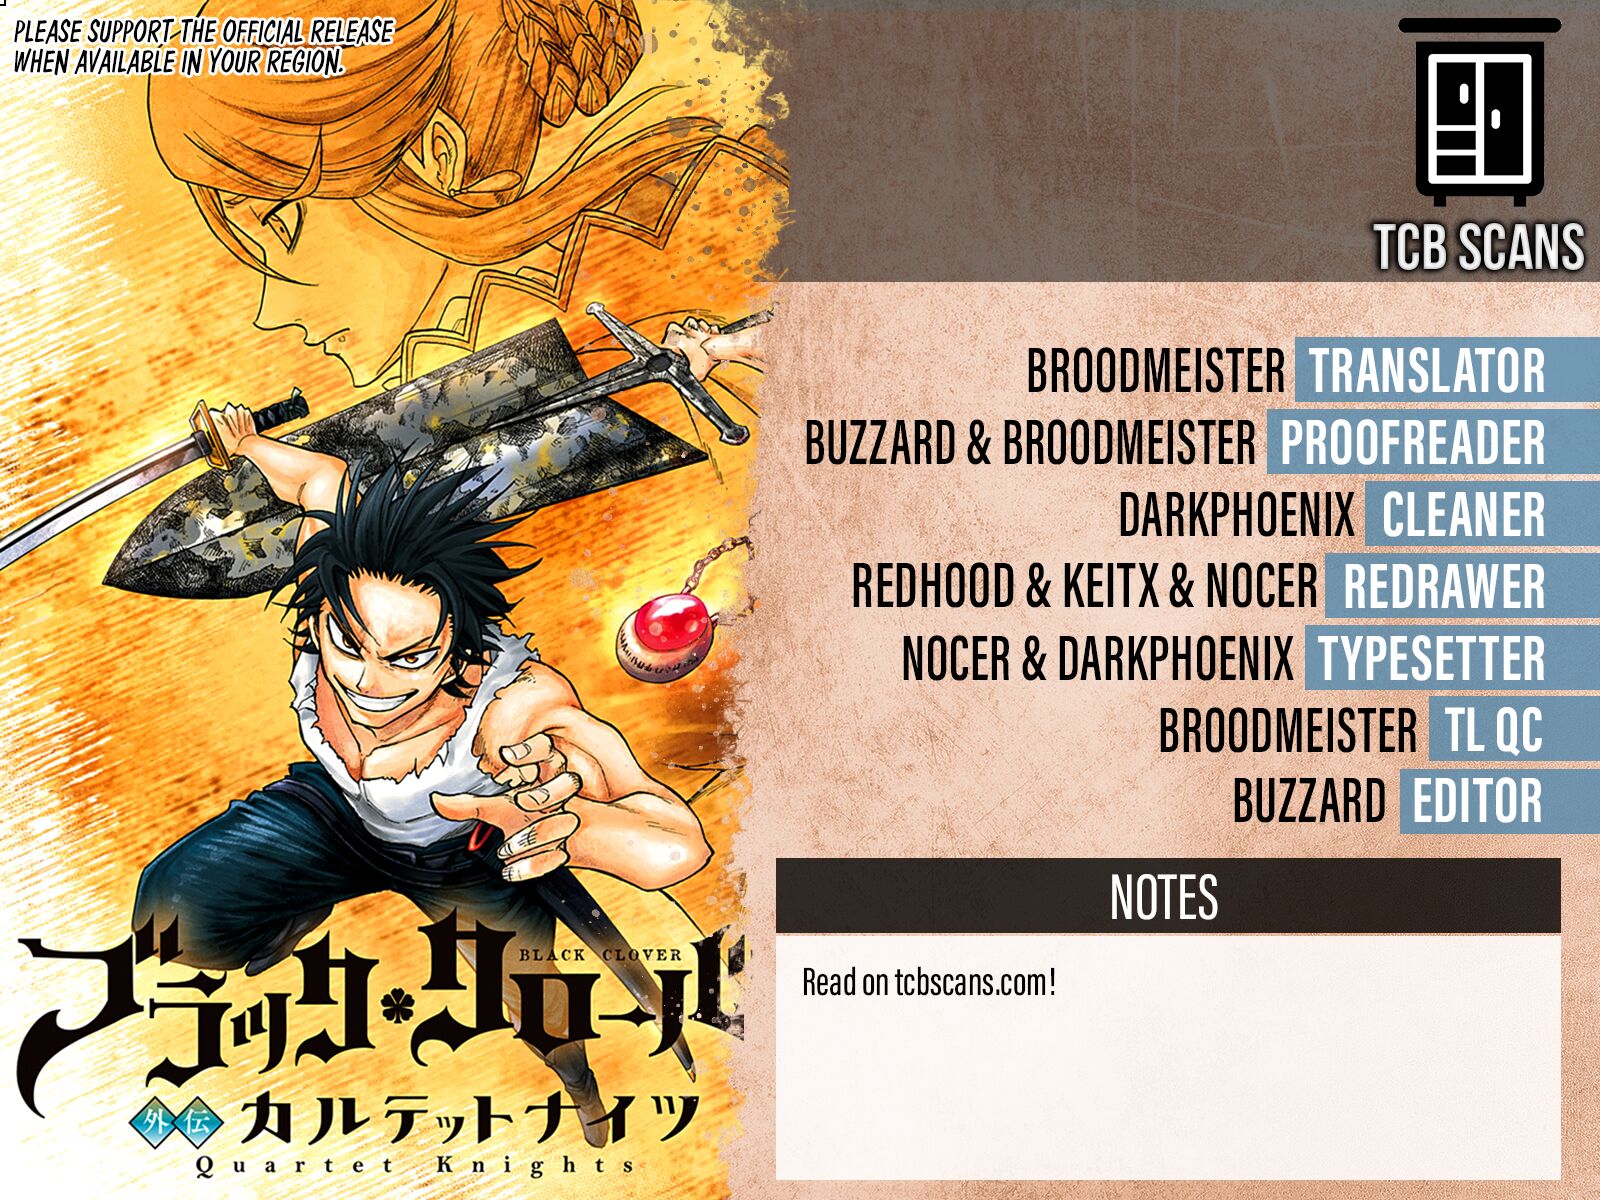 PLEASE SUPPORT THE OFFICIAL RELEASE
WHEN AVAILABLE IN YOUR REGION.
TCB SCANS
BROODMEISTER TRANSLATOR
BUZZARD & BROODMEISTER PROOFREADER
DARKPHOENIX CLEANER
REDHOOD & KEITX & NOCER REDRAWER
NOCER & DARKPHOENIX TYPESETTER
BROODMEISTER TL QC
BUZZARD EDITOR
NOTES
Read on tcbscans.com!
BLACK CLOVER
ブラッククローバー
外伝 カルテットナイツ
Quartet Knights